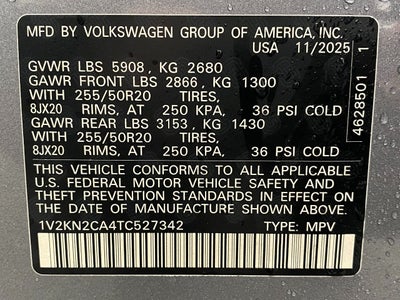 MFD BY VOLKSWAGEN GROUP OF AMERICA, INC.
USA 11/2025
GVWR LBS 5908, KG 2680
GAWR FRONT LBS 2866, KG 1300
WITH 255/50R20 TIRES,
8JX20 RIMS, AT 250 KPA, 36 PSI COLD
GAWR REAR LBS 3153, KG 1430
WITH 255/50R20 TIRES,
8JX20 RIMS, AT 250 KPA, 36 PSI COLD
THIS VEHICLE CONFORMS TO ALL APPLICABLE
U.S. FEDERAL MOTOR VEHICLE SAFETY AND
THEFT PREVENTION STANDARDS IN EFFECT ON
THE DATE OF MANUFACTURE SHOWN ABOVE.
1V2KN2CA4TC527342 TYPE: MPV
4628501 1